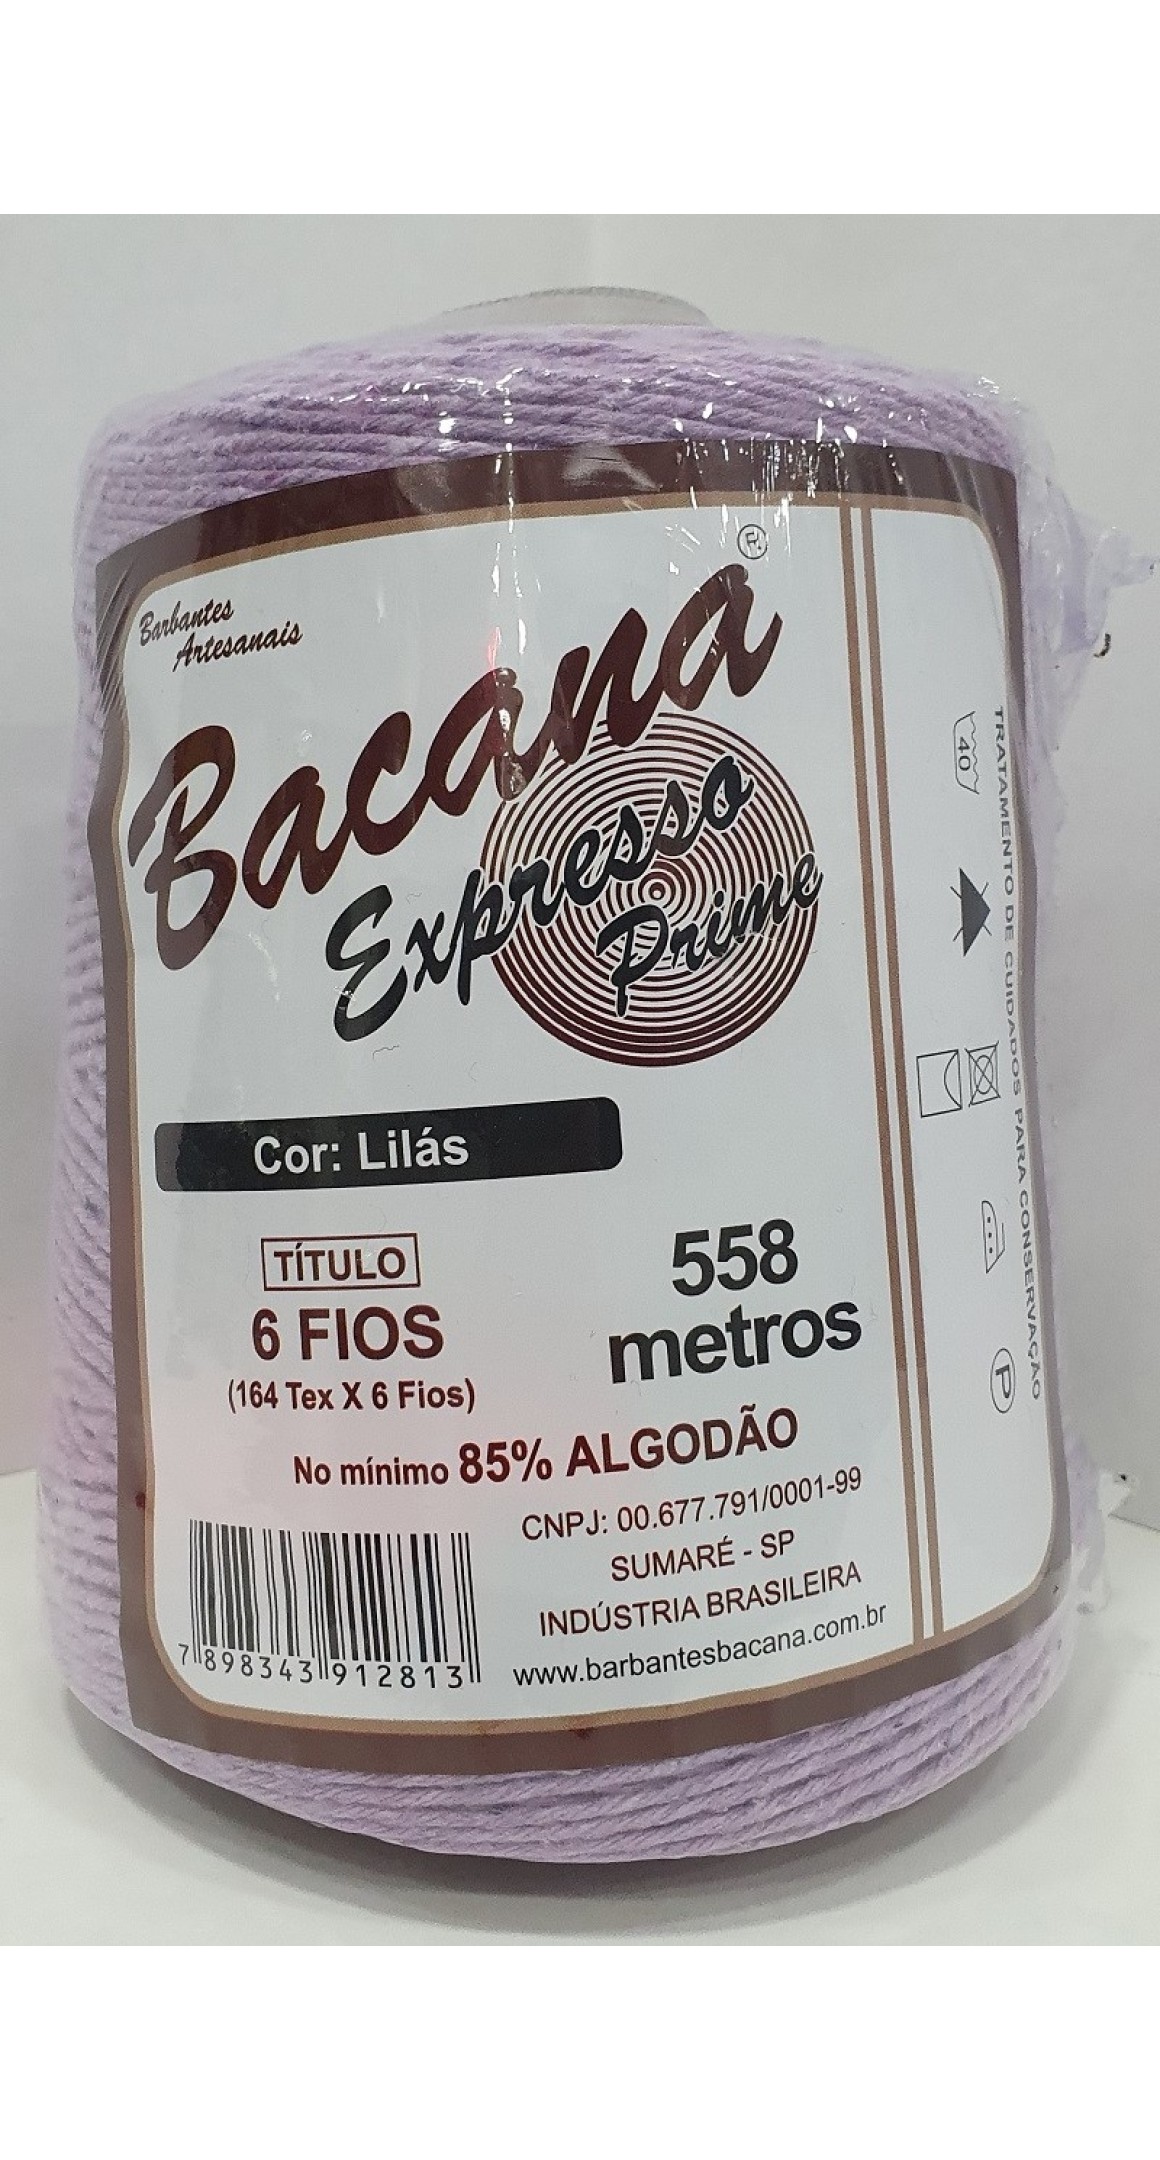 Barbantes
Artesanais
Bacana ®
Expresso
Prime
Cor: Lilás
TÍTULO
6 FIOS
(164 Tex X 6 Fios)
558
metros
No mínimo 85% ALGODÃO
CNPJ: 00.677.791/0001-99
SUMARÉ - SP
INDÚSTRIA BRASILEIRA
www.barbantesbacana.com.br
7 898343 912813
TRATAMENTO DE CUIDADOS PARA CONSERVAÇÃO
40
P